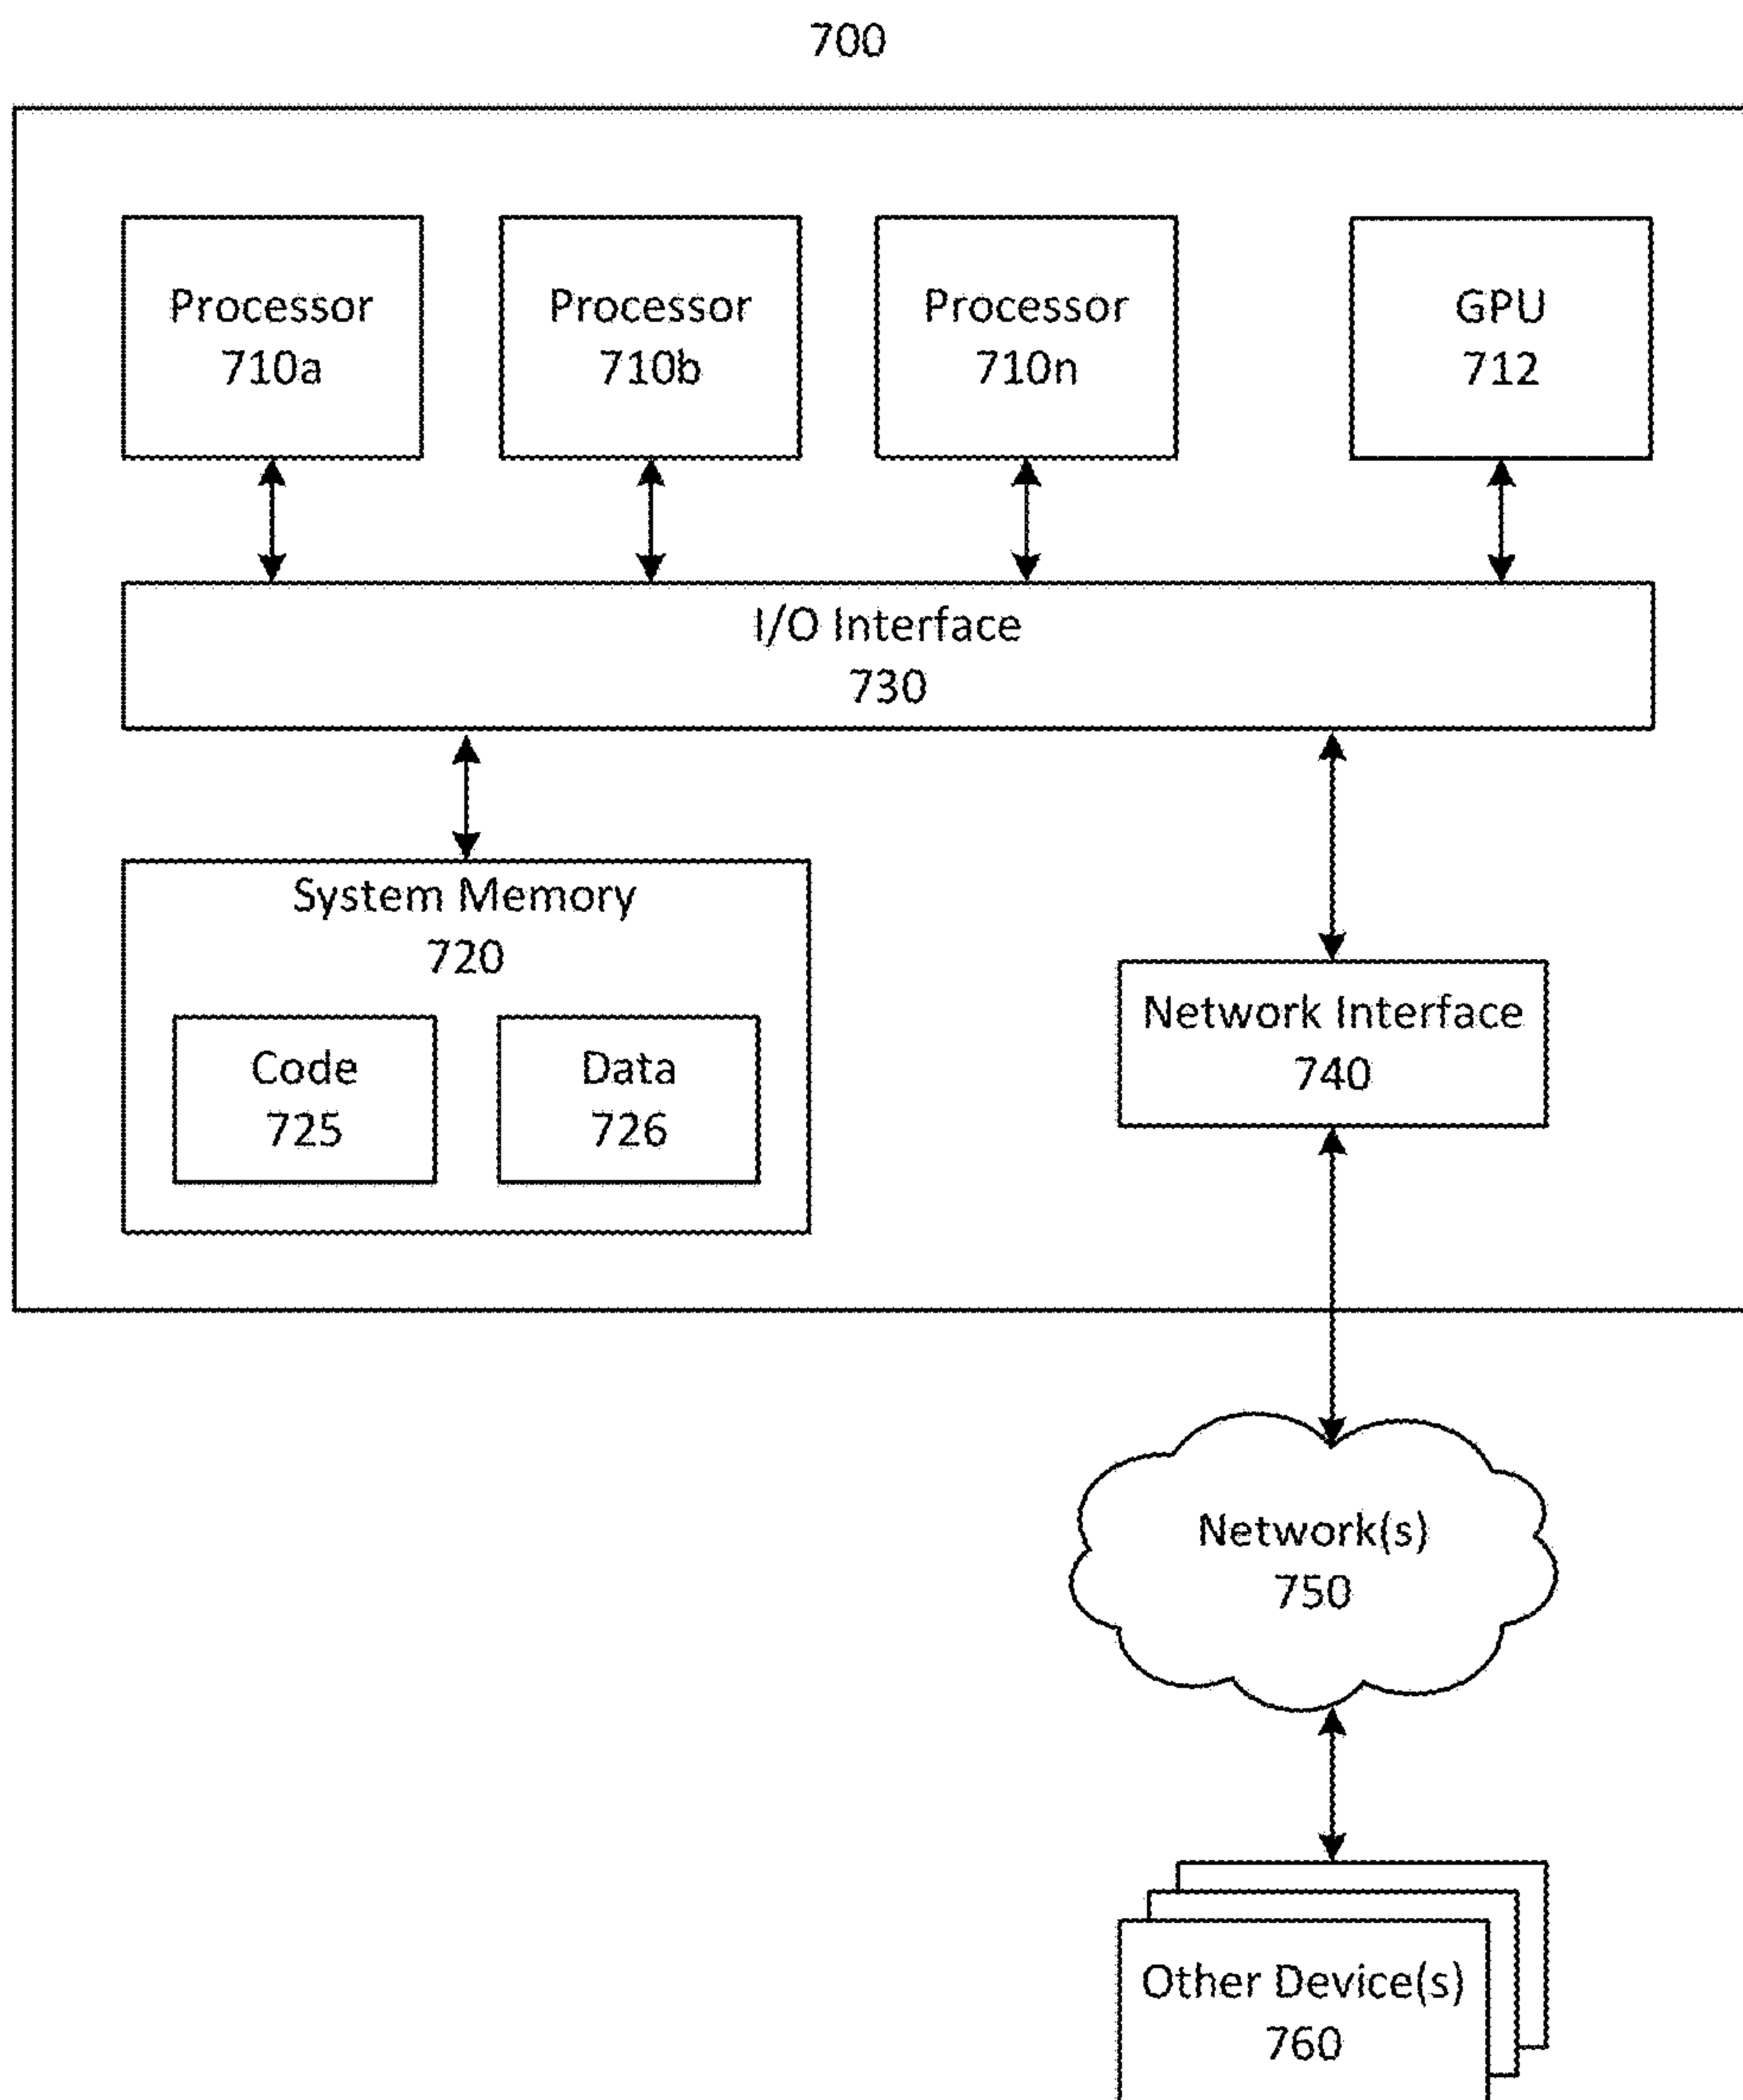 700
Processor
710a
Processor
710b
Processor
710n
GPU
712
I/O Interface
730
System Memory
720
Code
725
Data
726
Network Interface
740
Network(s)
750
Other Device(s)
760